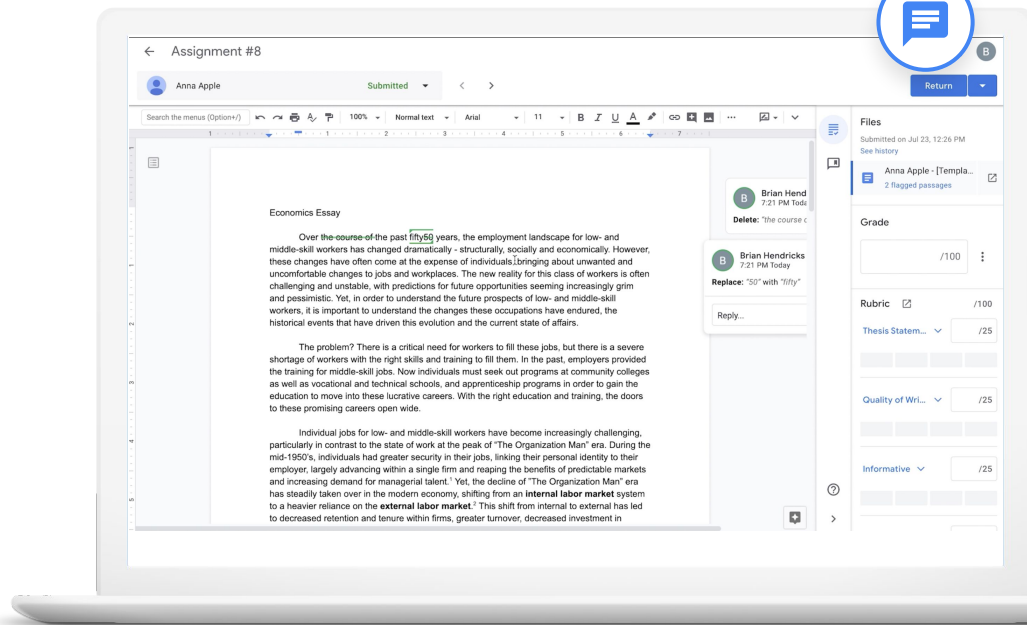 Assignment #8
B
Anna Apple
Submitted
Return
Search the menus (Option+/)
100%
Normal text
Arial
11
B I U A
1 1 2 3 4 5 6 7
Economics Essay
Over the course of the past fifty50 years, the employment landscape for low- and
middle-skill workers has changed dramatically - structurally, socially and economically. However,
these changes have often come at the expense of individuals bringing about unwanted and
uncomfortable changes to jobs and workplaces. The new reality for this class of workers is often
challenging and unstable, with predictions for future opportunities seeming increasingly grim
and pessimistic. Yet, in order to understand the future prospects of low- and middle-skill
workers, it is important to understand the changes these occupations have endured, the
historical events that have driven this evolution and the current state of affairs.
The problem? There is a critical need for workers to fill these jobs, but there is a severe
shortage of workers with the right skills and training to fill them. In the past, employers provided
the training for middle-skill jobs. Now individuals must seek out programs at community colleges
as well as vocational and technical schools, and apprenticeship programs in order to gain the
education to move into these lucrative careers. With the right education and training, the doors
to these promising careers open wide.
Individual jobs for low- and middle-skill workers have become increasingly challenging,
particularly in contrast to the state of work at the peak of "The Organization Man" era. During the
mid-1950's, individuals had greater security in their jobs, linking their personal identity to their
employer, largely advancing within a single firm and reaping the benefits of predictable markets
and increasing demand for managerial talent.¹ Yet, the decline of "The Organization Man" era
has steadily taken over in the modern economy, shifting from an internal labor market system
to a heavier reliance on the external labor market.² This shift from internal to external has led
to decreased retention and tenure within firms, greater turnover, decreased investment in
1
2
3
4
5
B
Brian Hend
7:21 PM Toda
Delete: "the course o
B
Brian Hendricks
7:21 PM Today
Replace: "50" with "fifty"
Reply...
Files
Submitted on Jul 23, 12:26 PM
See history
Anna Apple - [Templa...
2 flagged passages
Grade
/100
Rubric
/100
Thesis Statem...
/25
Quality of Wri...
/25
Informative
/25